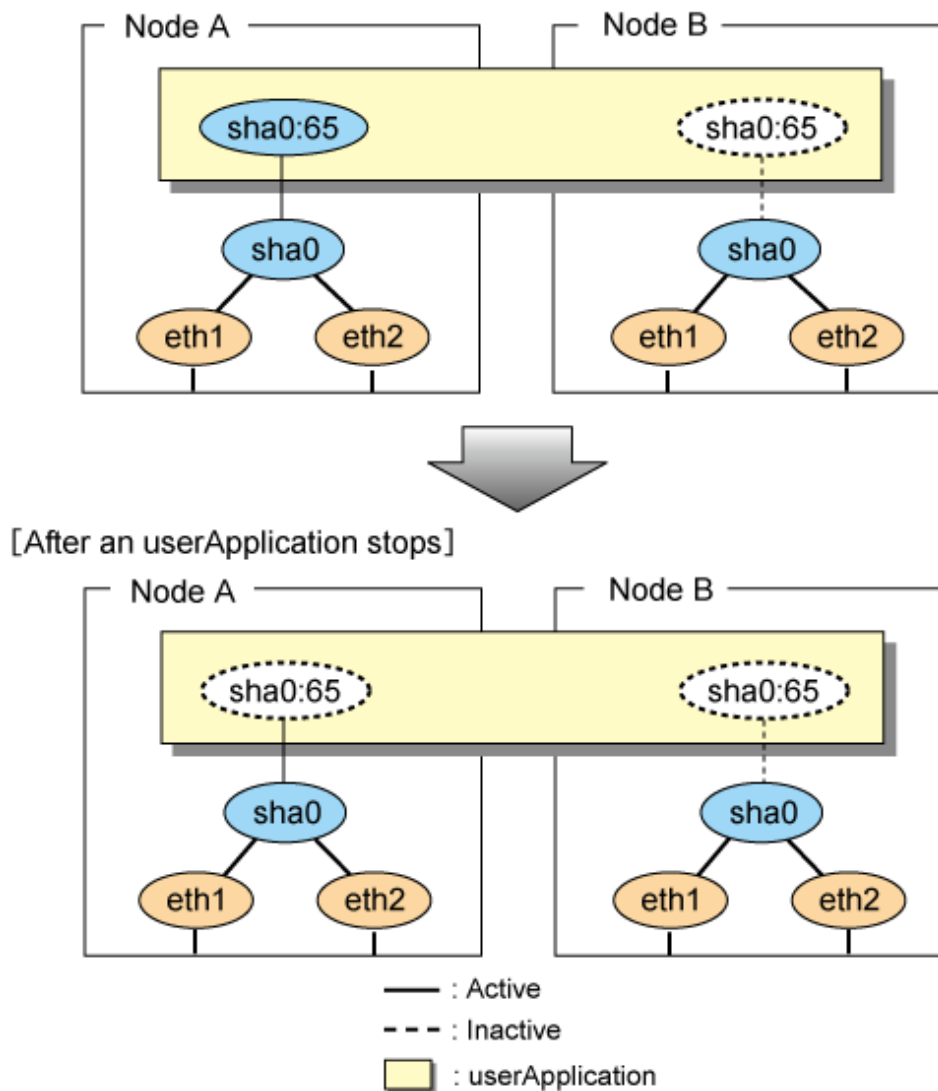 Node A
Node B
sha0:65
sha0:65
sha0
sha0
eth1
eth2
eth1
eth2
[After an userApplication stops]
Node A
Node B
sha0:65
sha0:65
sha0
sha0
eth1
eth2
eth1
eth2
: Active
: Inactive
: userApplication